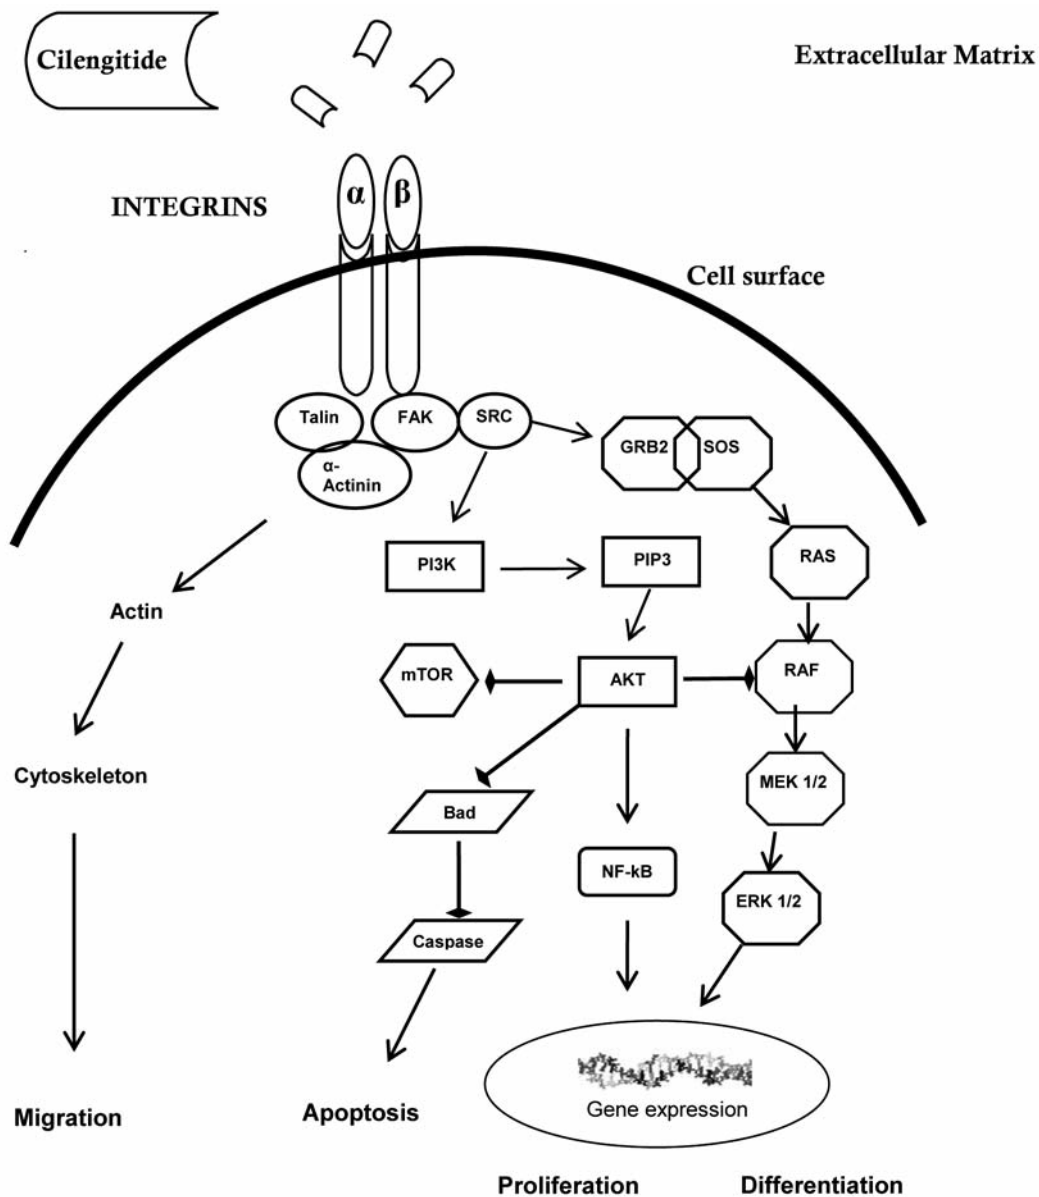 Cilengitide
Extracellular Matrix
α
β
INTEGRINS
Cell surface
Talin
FAK
SRC
α-
Actinin
GRB2
SOS
PI3K
PIP3
RAS
Actin
mTOR
AKT
RAF
Cytoskeleton
MEK 1/2
Bad
NF-kB
ERK 1/2
Caspase
Gene expression
Migration
Apoptosis
Proliferation
Differentiation